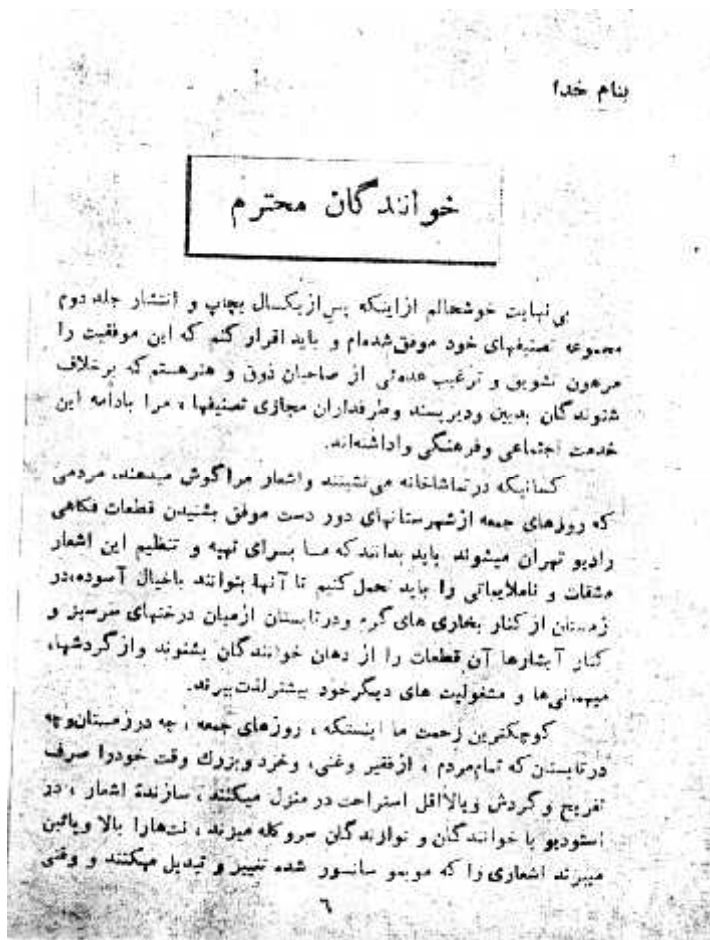 بنام خدا
خوانندگان محترم
بی‌نهایت خوشحالم ازاینکه پس‌ازیکسال بچاپ و انتشار جلد دوم
مجموعه تصنیفهای خود موفق‌شده‌ام و باید اقرار کنم که این موفقیت را
مرهون تشویق و ترغیب عده‌ئی از صاحبان ذوق و هنرهستم که برخلاف
شنوندگان بدبین ودیرپسند وطرفداران مجازی تصنیفها ، مرا بادامه این
خدمت اجتماعی وفرهنگی واداشته‌اند.
کسانیکه درتماشاخانه می‌نشینند واشعار مراگوش میدهند، مردمی
که روزهای جمعه ازشهرستانهای دور دست موفق بشنیدن قطعات فکاهی
رادیو تهران میشوند باید بدانند که مسا بسرای تهیه و تنظیم این اشعار
مشقات و ناملایماتی را باید تحمل کنیم تا آنها بتوانند باخیال آسوده،در
زمستان از کنار بخاری های گرم ودرتابستان ازمیان درختهای سرسبز و
کنار آبشارها آن قطعات را از دهان خوانندگان بشنوند وازگردشها،
میهمانی‌ها و مشغولیت های دیگرخود بیشترلذت‌ببرند.
کوچکترین زحمت ما اینستکه ، روزهای جمعه ، چه درزمستان‌وچه
درتابستان که تمام‌مردم ، ازفقیر وغنی، وخرد وبزرك وقت خودرا صرف
تفریح و گردش ویالااقل استراحت در منزل میکنند ، سازندهٔ اشعار ، در
استودیو با خوانندگان و نوازندگان سروکله میزند ، نت‌هارا بالا وپائین
میبرند اشعاری را که موبمو سانسور شده تغییر و تبدیل میکنند و وقتی
٦